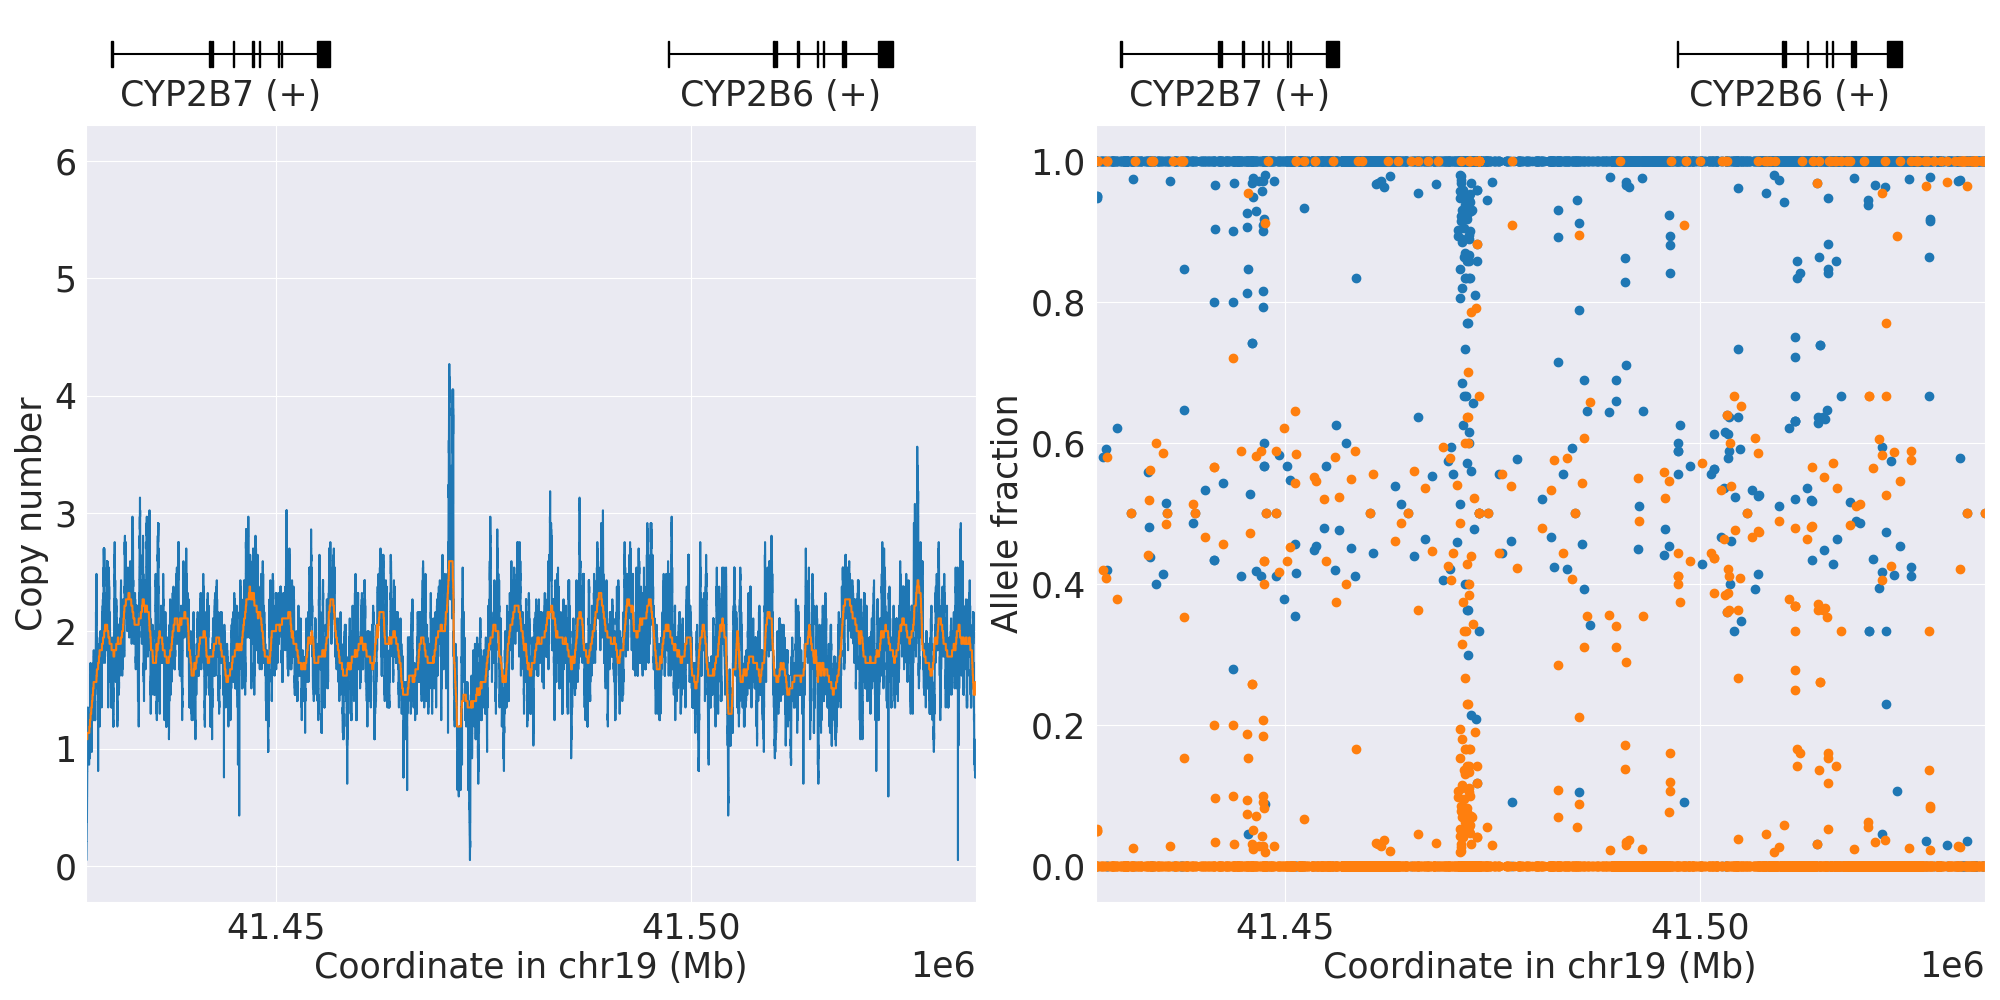 CYP2B7 (+) CYP2B6 (+)
6
5
4
3
2
1
0
Copy number
41.45 41.50
Coordinate in chr19 (Mb)
1e6
CYP2B7 (+) CYP2B6 (+)
1.0
0.8
0.6
0.4
0.2
0.0
Allele fraction
41.45 41.50
Coordinate in chr19 (Mb)
1e6